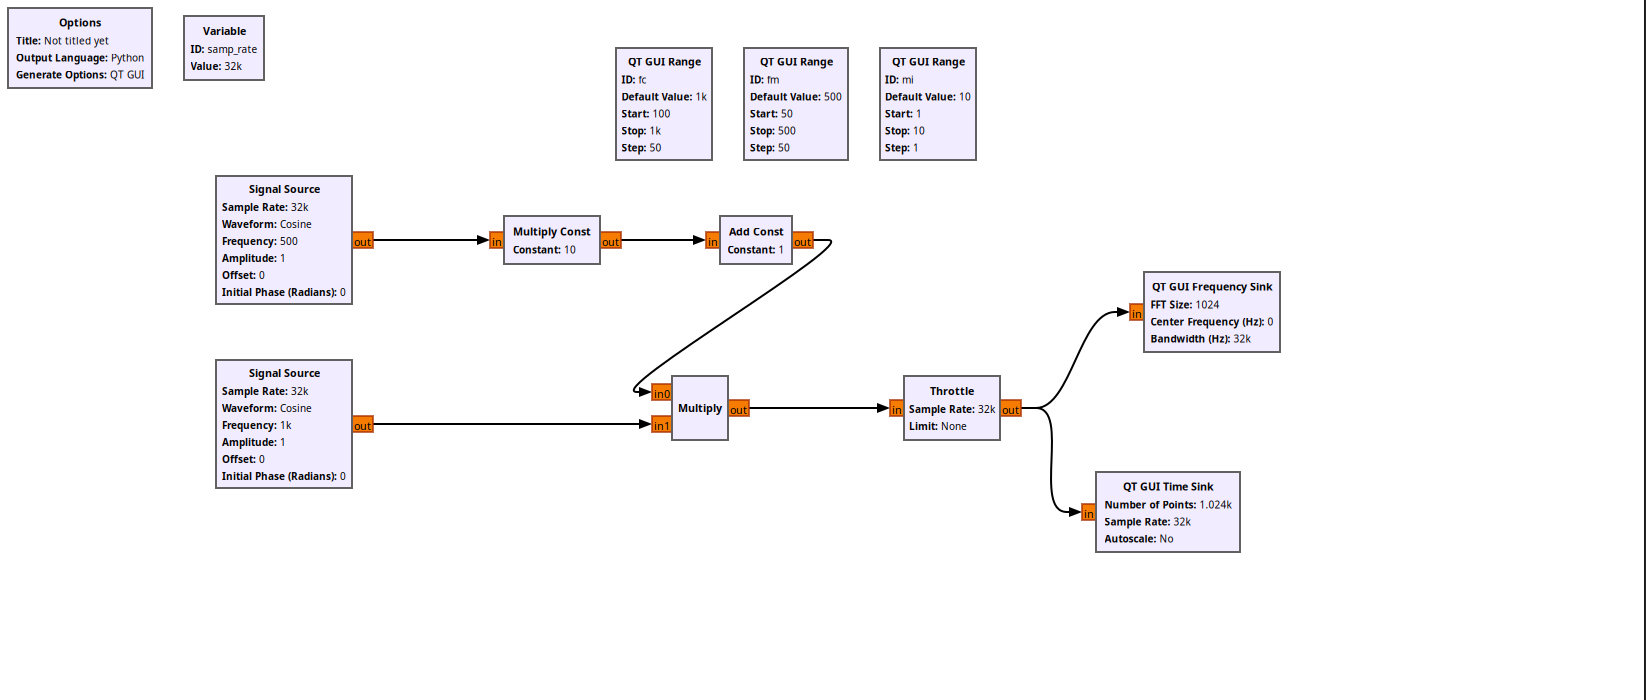 Options
Title: Not titled yet
Output Language: Python
Generate Options: QT GUI
Variable
ID: samp_rate
Value: 32k
QT GUI Range
ID: fc
Default Value: 1k
Start: 100
Stop: 1k
Step: 50
QT GUI Range
ID: fm
Default Value: 500
Start: 50
Stop: 500
Step: 50
QT GUI Range
ID: mi
Default Value: 10
Start: 1
Stop: 10
Step: 1
Signal Source
Sample Rate: 32k
Waveform: Cosine
Frequency: 500
Amplitude: 1
Offset: 0
Initial Phase (Radians): 0
out
in
Multiply Const
Constant: 10
out
in
Add Const
Constant: 1
out
Signal Source
Sample Rate: 32k
Waveform: Cosine
Frequency: 1k
Amplitude: 1
Offset: 0
Initial Phase (Radians): 0
out
in0
in1
Multiply
out
in
Throttle
Sample Rate: 32k
Limit: None
out
in
QT GUI Frequency Sink
FFT Size: 1024
Center Frequency (Hz): 0
Bandwidth (Hz): 32k
in
QT GUI Time Sink
Number of Points: 1.024k
Sample Rate: 32k
Autoscale: No